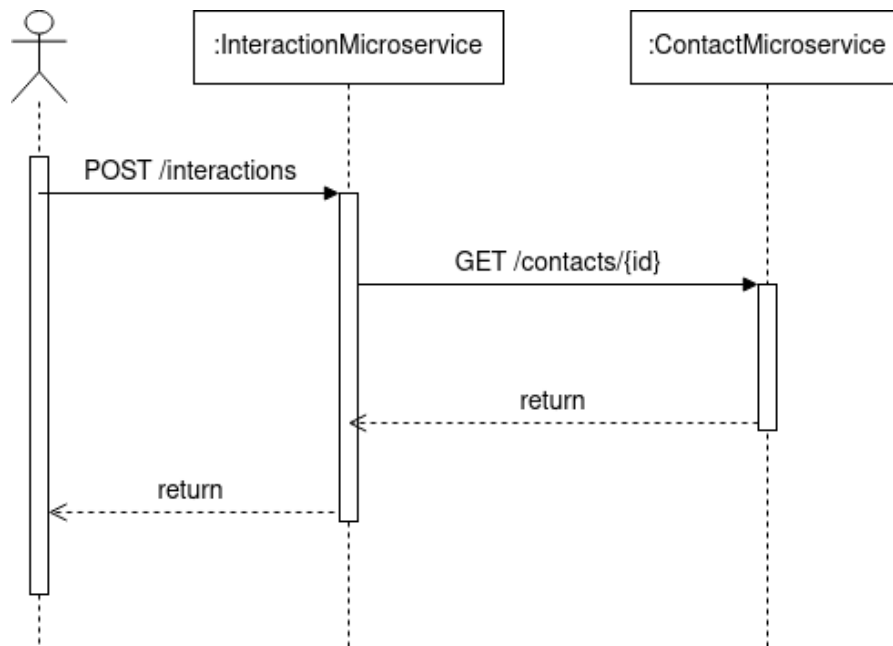 :InteractionMicroservice
:ContactMicroservice
POST /interactions
GET /contacts/{id}
return
return